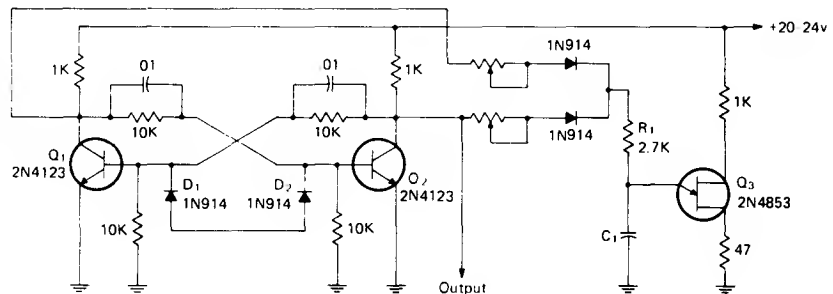 +20 24v
1N914
1K
01
01
1K
1K
10K
10K
1N914
R1
2.7K
Q1
2N4123
D1
1N914
D2
1N914
Q2
2N4123
Q3
2N4853
10K
10K
C1
47
Output